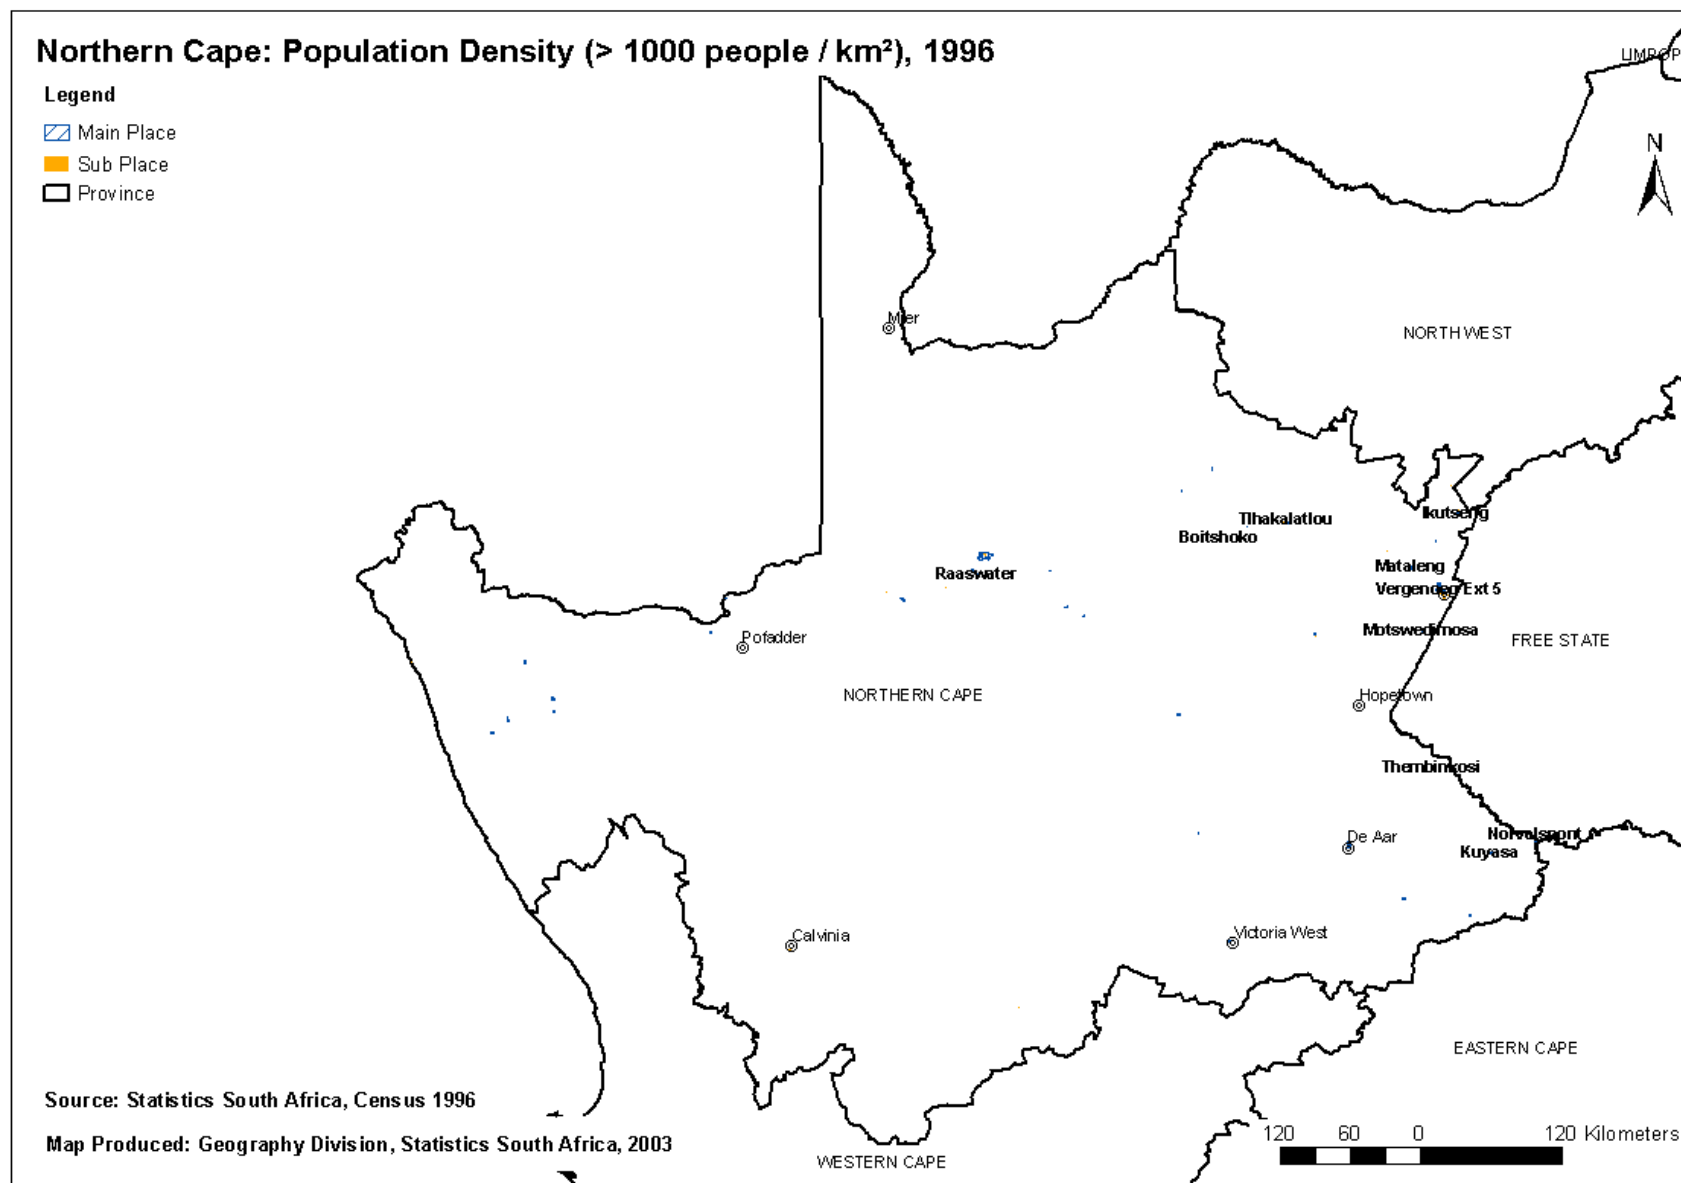 Northern Cape: Population Density (> 1000 people / km²), 1996
LIMPOP
Legend
Main Place
Sub Place
Province
N
Mier
NORTH WEST
Ikutseng
Tlhakalatlou
Boitshoko
Mataleng
Raaswater
Vergenoeg Ext 5
Motswedimosa
Pofadder
FREE STATE
NORTHERN CAPE
Hopetown
Thembinkosi
De Aar
Norvalspont
Kuyasa
Victoria West
Calvinia
EASTERN CAPE
Source: Statistics South Africa, Census 1996
Map Produced: Geography Division, Statistics South Africa, 2003
120 60 0 120 Kilometers
WESTERN CAPE